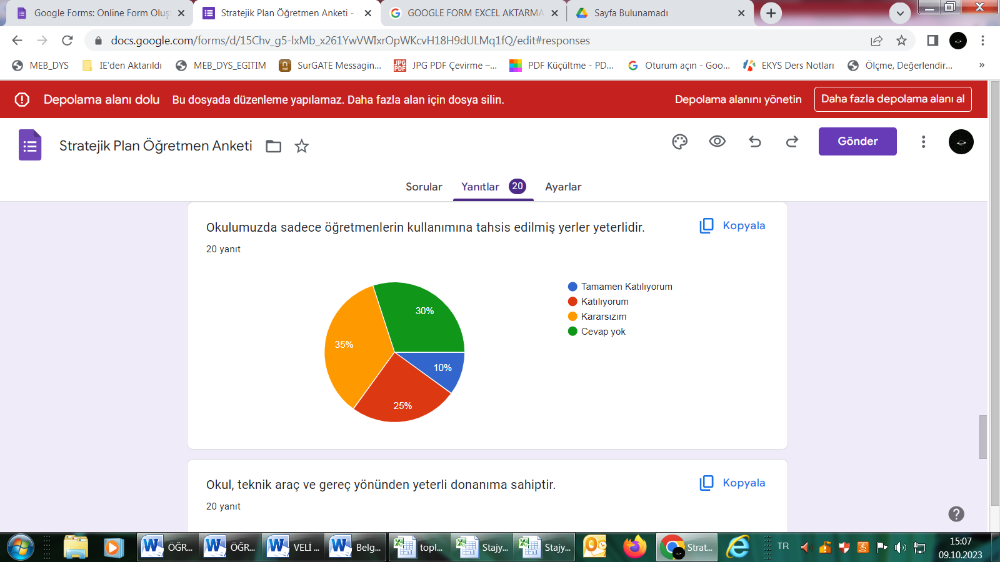 Google Forms: Online Form Oluşt
Stratejik Plan Öğretmen Anketi -
GOOGLE FORM EXCEL AKTARMA
Sayfa Bulunamadı
docs.google.com/forms/d/15Chv_g5-lxMb_x261YwVWIxrOpWKcvH18H9dULMq1fQ/edit#responses
MEB_DYS
IE'den Aktarıldı
MEB_DYS_EGITIM
SurGATE Messagin...
JPG PDF Çevirme –...
PDF Küçültme - PD...
Oturum açın - Goo...
EKYS Ders Notları
Ölçme, Değerlendir...
»
Depolama alanı dolu
Bu dosyada düzenleme yapılamaz. Daha fazla alan için dosya silin.
Depolama alanını yönetin
Daha fazla depolama alanı al
Stratejik Plan Öğretmen Anketi
Gönder
Sorular
Yanıtlar 20
Ayarlar
Okulumuzda sadece öğretmenlerin kullanımına tahsis edilmiş yerler yeterlidir.
Kopyala
20 yanıt
Tamamen Katılıyorum
Katılıyorum
Kararsızım
Cevap yok
30%
35%
10%
25%
Okul, teknik araç ve gereç yönünden yeterli donanıma sahiptir.
Kopyala
20 yanıt
ÖĞR...
ÖĞR...
VELİ ...
Belg...
topl...
Stajy...
Stajy...
Strat...
TR
15:07
09.10.2023